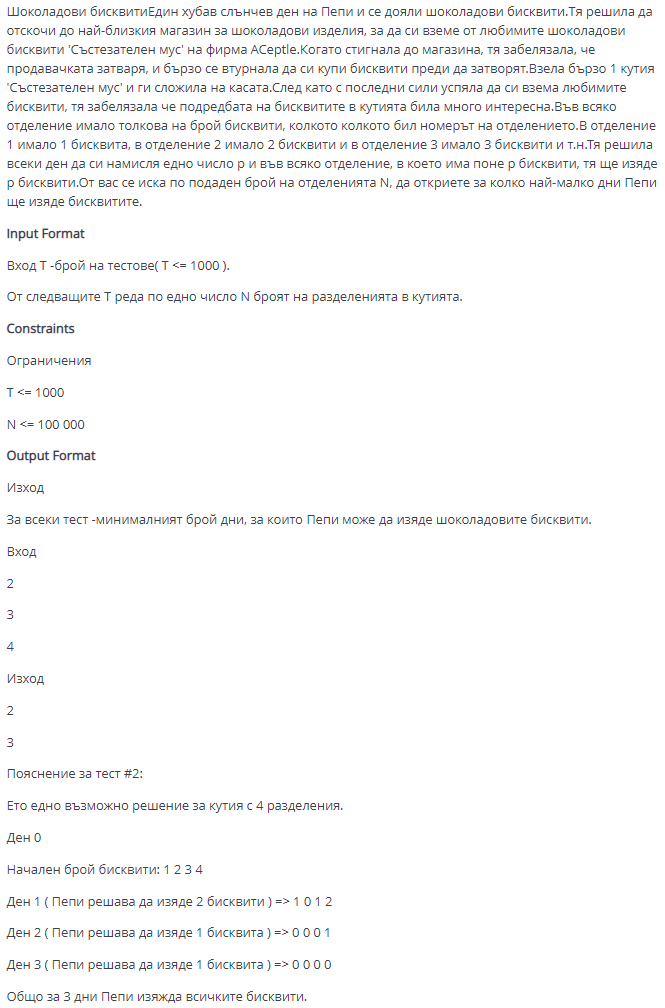 Шоколадови бисквитиЕдин хубав слънчев ден на Пепи и се дояли шоколадови бисквити.Тя решила да
отскочи до най-близкия магазин за шоколадови изделия, за да си вземе от любимите шоколадови
бисквити 'Състезателен мус' на фирма ACeptle.Когато стигнала до магазина, тя забелязала, че
продавачката затваря, и бързо се втурнала да си купи бисквити преди да затворят.Взела бързо 1 кутия
'Състезателен мус' и ги сложила на касата.След като с последни сили успяла да си взема любимите
бисквити, тя забелязала че подредбата на бисквитите в кутията била много интересна.Във всяко
отделение имало толкова на брой бисквити, колкото колкото бил номерът на отделението.В отделение
1 имало 1 бисквита, в отделение 2 имало 2 бисквити и в отделение 3 имало 3 бисквити и т.н.Тя решила
всеки ден да си намисля едно число p и във всяко отделение, в което има поне p бисквити, тя ще изяде
p бисквити.От вас се иска по подаден брой на отделенията N, да откриете за колко най-малко дни Пепи
ще изяде бисквитите.
Input Format
Вход T -брой на тестове( T <= 1000 ).
От следващите T реда по едно число N броят на разделенията в кутията.
Constraints
Ограничения
T <= 1000
N <= 100 000
Output Format
Изход
За всеки тест -минималният брой дни, за които Пепи може да изяде шоколадовите бисквити.
Вход
2
3
4
Изход
2
3
Пояснение за тест #2:
Ето едно възможно решение за кутия с 4 разделения.
Ден 0
Начален брой бисквити: 1 2 3 4
Ден 1 ( Пепи решава да изяде 2 бисквити ) => 1 0 1 2
Ден 2 ( Пепи решава да изяде 1 бисквита ) => 0 0 0 1
Ден 3 ( Пепи решава да изяде 1 бисквита ) => 0 0 0 0
Общо за 3 дни Пепи изяжда всичките бисквити.